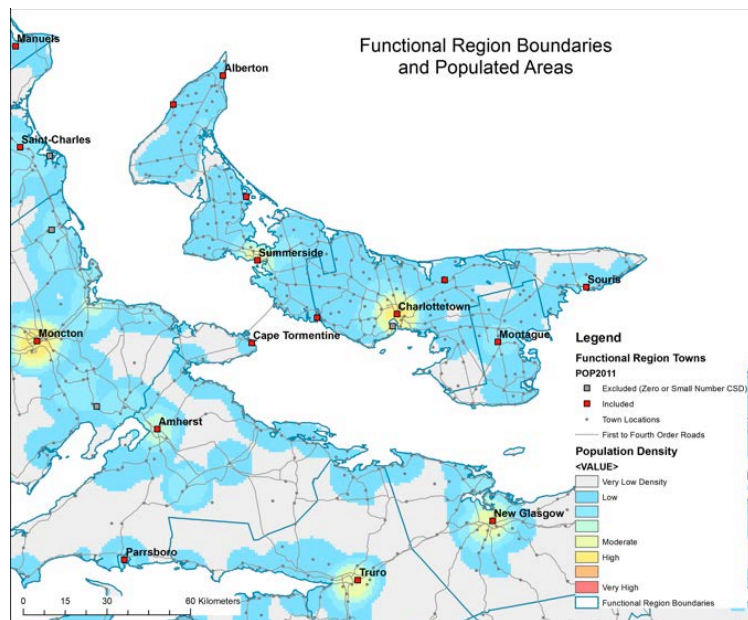 Functional Region Boundaries
and Populated Areas
Manuels
Alberton
Saint-Charles
Summerside
Souris
Charlottetown
Moncton
Cape Tormentine
Montague
Amherst
New Glasgow
Parrsboro
Truro
0 15 30 60 Kilometers
Legend
Functional Region Towns
POP2011
Excluded (Zero or Small Number CSD)
Included
Town Locations
First to Fourth Order Roads
Population Density
<VALUE>
Very Low Density
Low
Moderate
High
Very High
Functional Region Boundaries